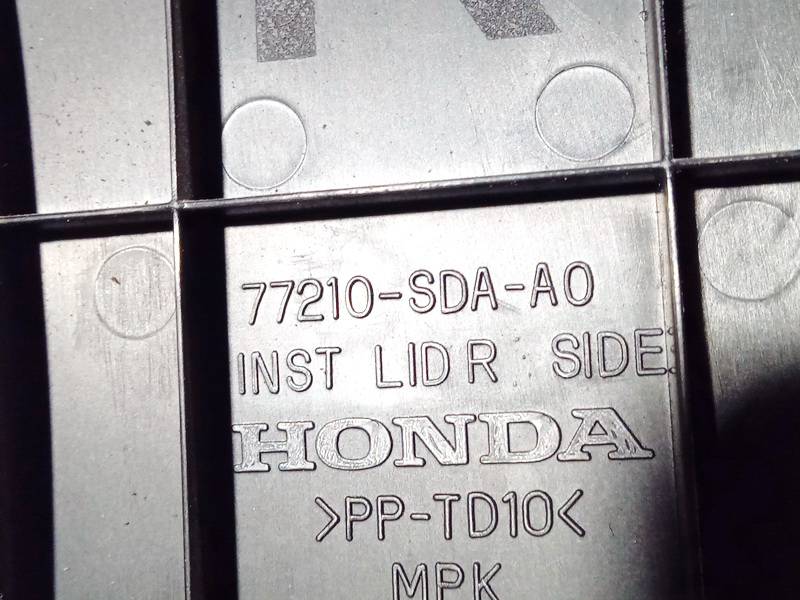 R
77210-SDA-A0
INST LID R SIDE
HONDA
>PP-TD10<
MPK